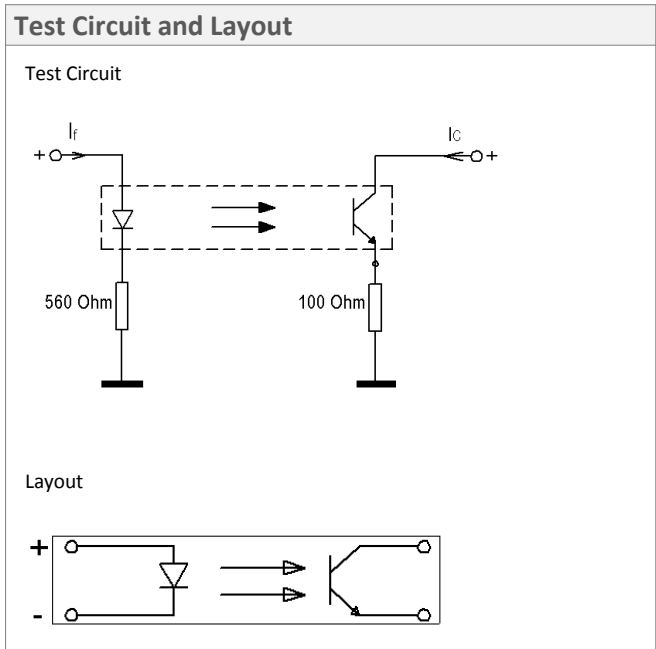 Test Circuit and Layout
Test Circuit
If
IC
+
+
560 Ohm
100 Ohm
Layout
+
-